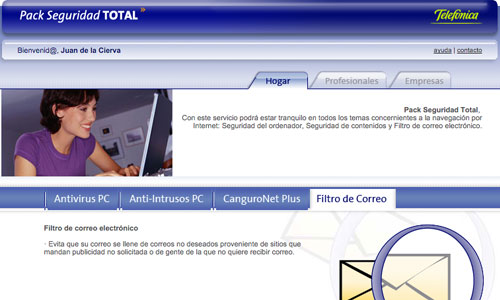 Pack Seguridad TOTAL »
Telefónica
Bienvenid@, Juan de la Cierva
ayuda | contacto
Hogar Profesionales Empresas
Pack Seguridad Total,
Con este servicio podrá estar tranquilo en todos los temas concernientes a la navegación por
Internet: Seguridad del ordenador, Seguridad de contenidos y Filtro de correo electrónico.
Antivirus PC Anti-Intrusos PC CanguroNet Plus Filtro de Correo
Filtro de correo electrónico
· Evita que su correo se llene de correos no deseados proveniente de sitios que
mandan publicidad no solicitada o de gente de la que no quiere recibir correo.